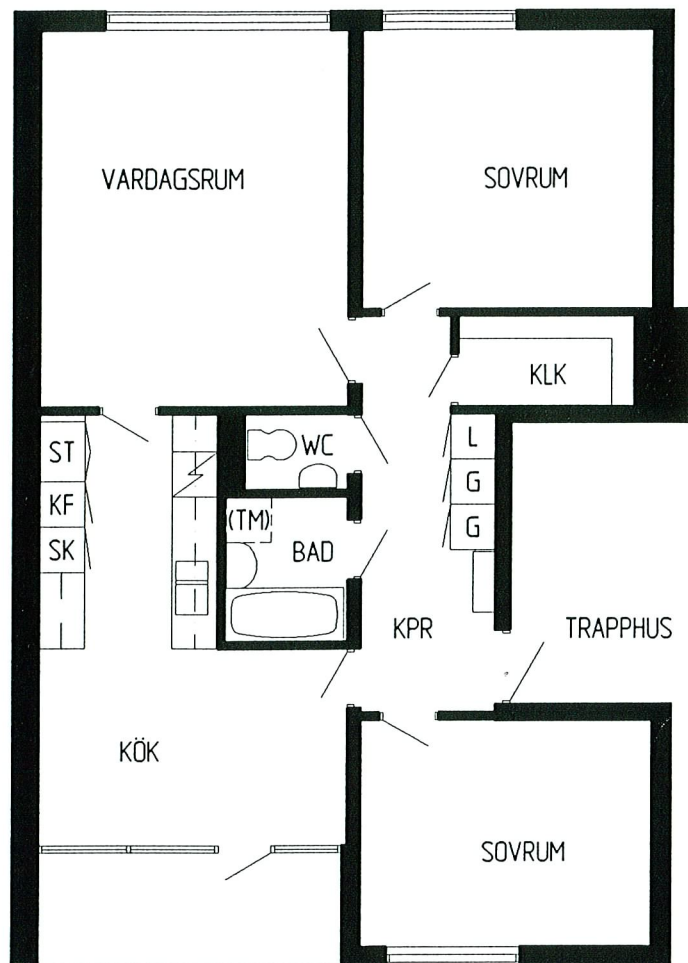 VARDAGSRUM
SOVRUM
KLK
ST
KF
SK
WC
L
G
G
(TM)
BAD
KPR
TRAPPHUS
KÖK
SOVRUM